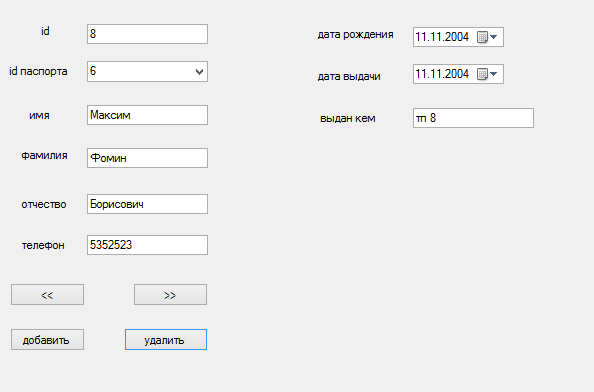 id 8
id паспорта 6
имя Максим
фамилия Фомин
отчество Борисович
телефон 5352523
<< >>
добавить удалить
дата рождения 11.11.2004
дата выдачи 11.11.2004
выдан кем тп 8